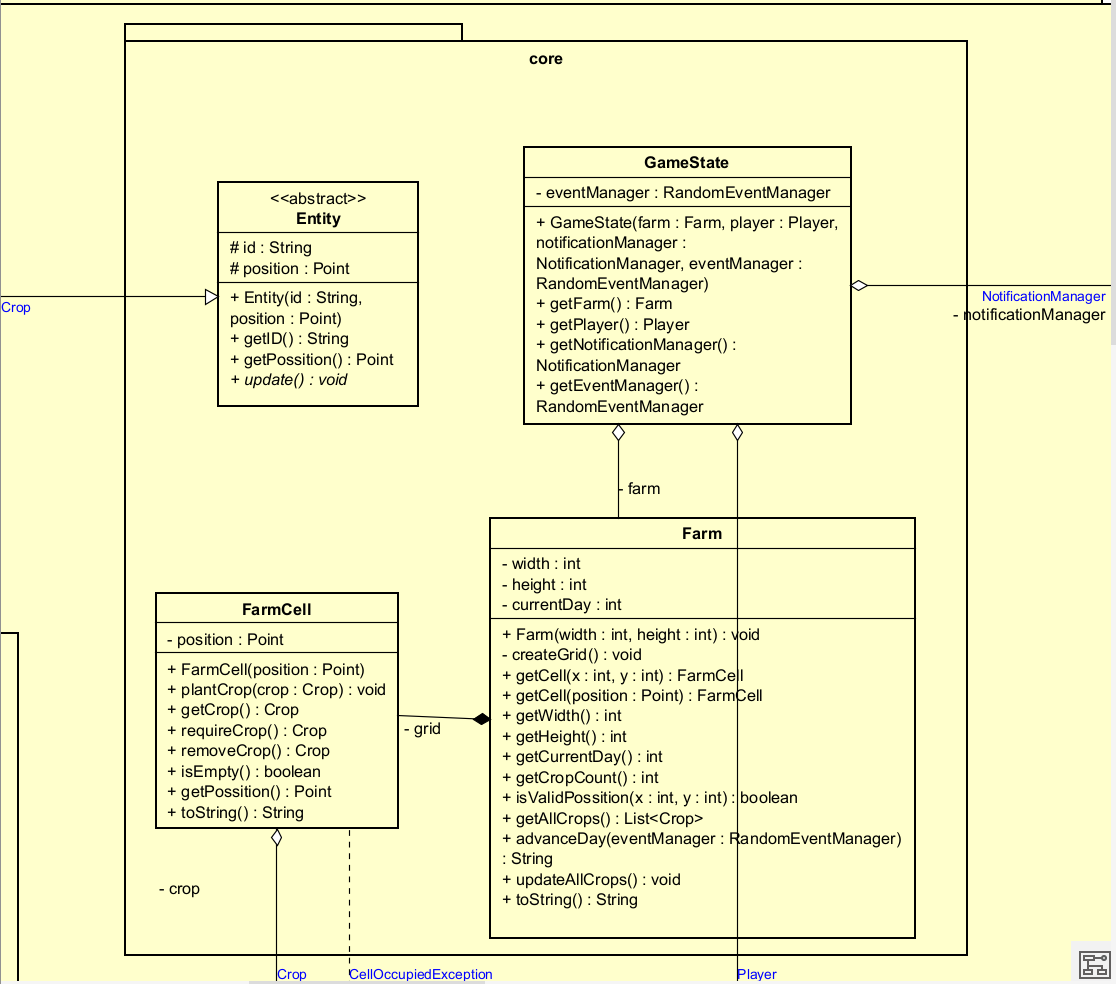 core
<<abstract>>
Entity
# id : String
# position : Point
+ Entity(id : String,
position : Point)
+ getID() : String
+ getPossition() : Point
+ update() : void
Crop
GameState
- eventManager : RandomEventManager
+ GameState(farm : Farm, player : Player,
notificationManager :
NotificationManager, eventManager :
RandomEventManager)
+ getFarm() : Farm
+ getPlayer() : Player
+ getNotificationManager() :
NotificationManager
+ getEventManager() :
RandomEventManager
NotificationManager
- notificationManager
- farm
Farm
- width : int
- height : int
- currentDay : int
+ Farm(width : int, height : int) : void
- createGrid() : void
+ getCell(x : int, y : int) : FarmCell
+ getCell(position : Point) : FarmCell
+ getWidth() : int
+ getHeight() : int
+ getCurrentDay() : int
+ getCropCount() : int
+ isValidPossition(x : int, y : int) : boolean
+ getAllCrops() : List<Crop>
+ advanceDay(eventManager : RandomEventManager)
: String
+ updateAllCrops() : void
+ toString() : String
FarmCell
- position : Point
+ FarmCell(position : Point)
+ plantCrop(crop : Crop) : void
+ getCrop() : Crop
+ requireCrop() : Crop
+ removeCrop() : Crop
+ isEmpty() : boolean
+ getPossition() : Point
+ toString() : String
- grid
- crop
Crop
CellOccupiedException
Player